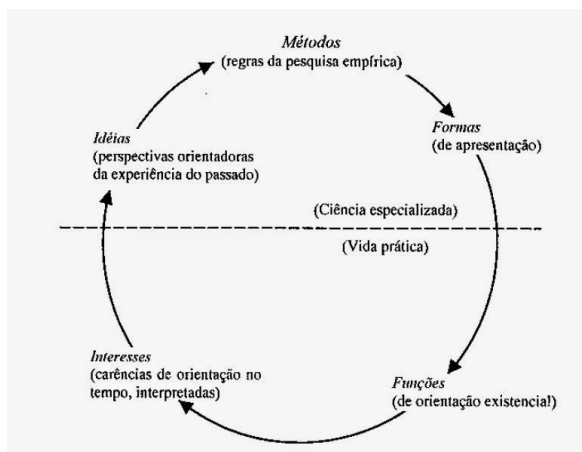 Métodos
(regras da pesquisa empírica)
Idéias
(perspectivas orientadoras
da experiência do passado)
Formas
(de apresentação)
(Ciência especializada)
(Vida prática)
Interesses
(carências de orientação no
tempo, interpretadas)
Funções
(de orientação existencial)